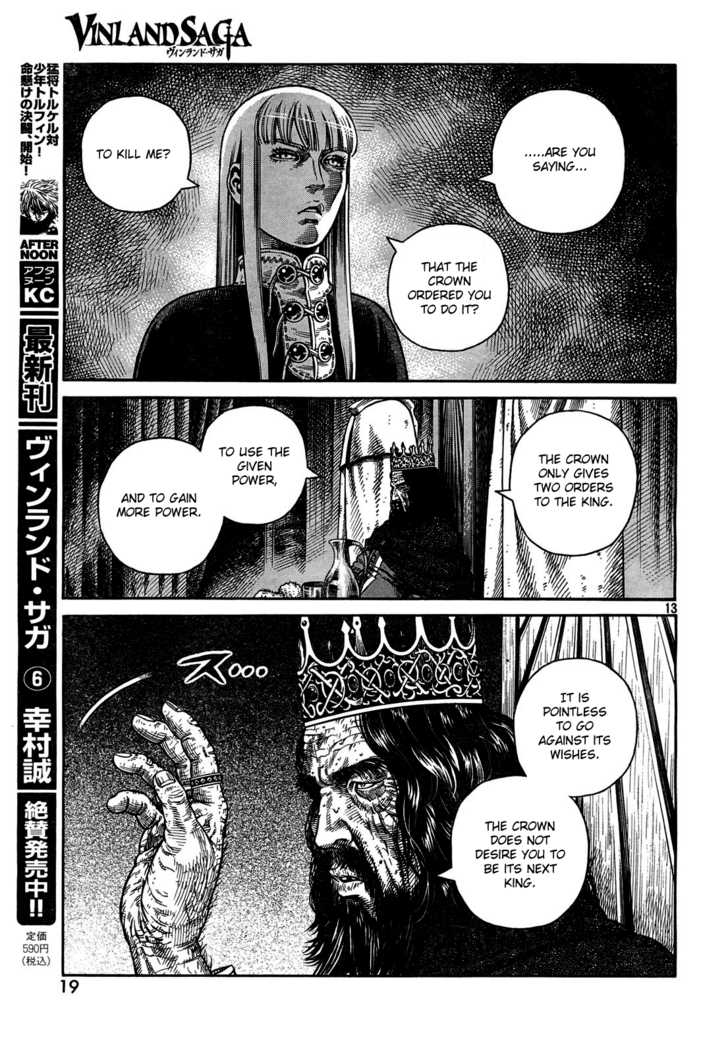 VINLAND SAGA
ヴィンランド・サガ
猛将トルケル対
少年トルフィン!
命懸けの決闘、開始!
AFTER
NOON
アフタ
ヌーン
KC
最新刊
ヴィンランド・サガ
⑥
幸村誠
絶賛発売中!!
定価
590円
(税込)
.....ARE YOU
SAYING...
THAT THE
CROWN
ORDERED YOU
TO DO IT?
TO KILL ME?
THE CROWN
ONLY GIVES
TWO ORDERS
TO THE KING.
TO USE THE
GIVEN
POWER,
AND TO GAIN
MORE POWER.
13
IT IS
POINTLESS
TO GO
AGAINST ITS
WISHES.
ス...
THE CROWN
DOES NOT
DESIRE YOU TO
BE ITS NEXT
KING.
19